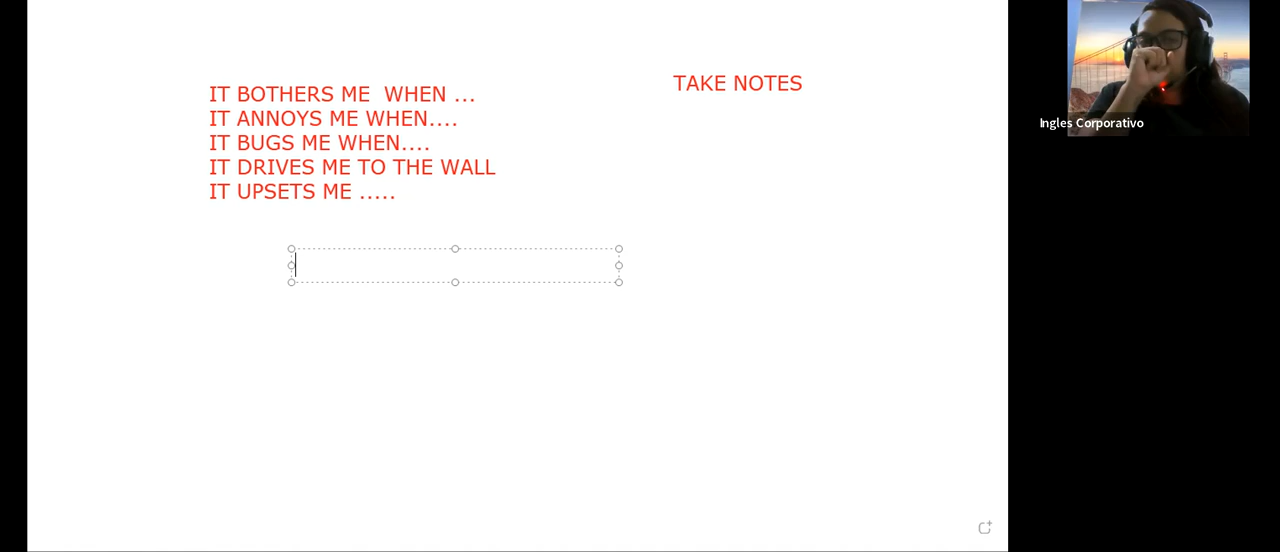 IT BOTHERS ME  WHEN ...
IT ANNOYS ME WHEN....
IT BUGS ME WHEN....
IT DRIVES ME TO THE WALL
IT UPSETS ME .....
TAKE NOTES
Ingles Corporativo